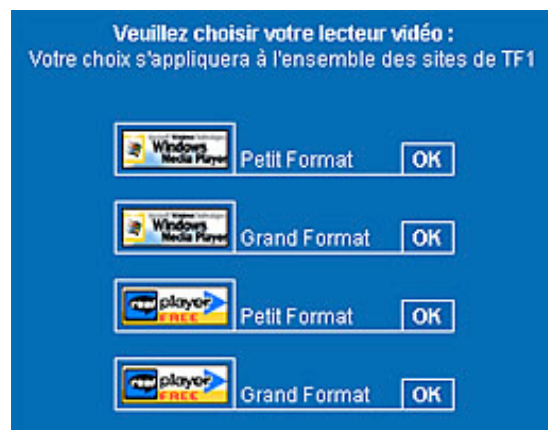 Veuillez choisir votre lecteur vidéo :
Votre choix s'appliquera à l'ensemble des sites de TF1
Windows
Media Player
Petit Format OK
Windows
Media Player
Grand Format OK
real player
FREE
Petit Format OK
real player
FREE
Grand Format OK